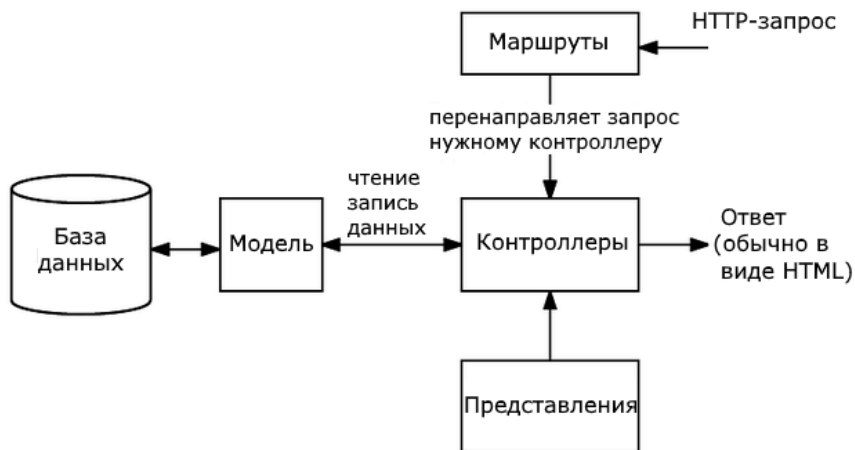 HTTP-запрос
Маршруты
перенаправляет запрос
нужному контроллеру
чтение
запись
данных
База
данных
Модель
Контроллеры
Ответ
(обычно в
виде HTML)
Представления